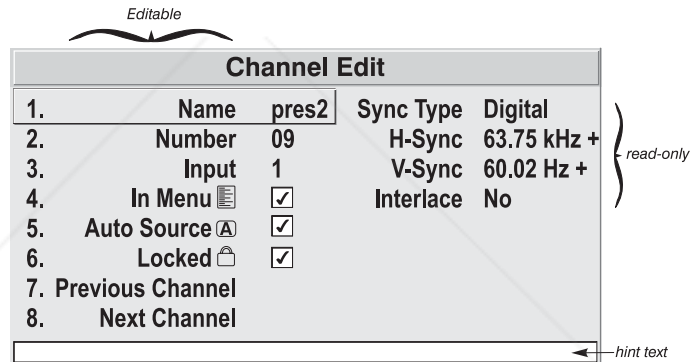 Editable
Channel Edit
1. Name pres2 Sync Type Digital
2. Number 09 H-Sync 63.75 kHz +
3. Input 1 V-Sync 60.02 Hz +
4. In Menu Interlace No
5. Auto Source A
6. Locked
7. Previous Channel
8. Next Channel
read-only
hint text